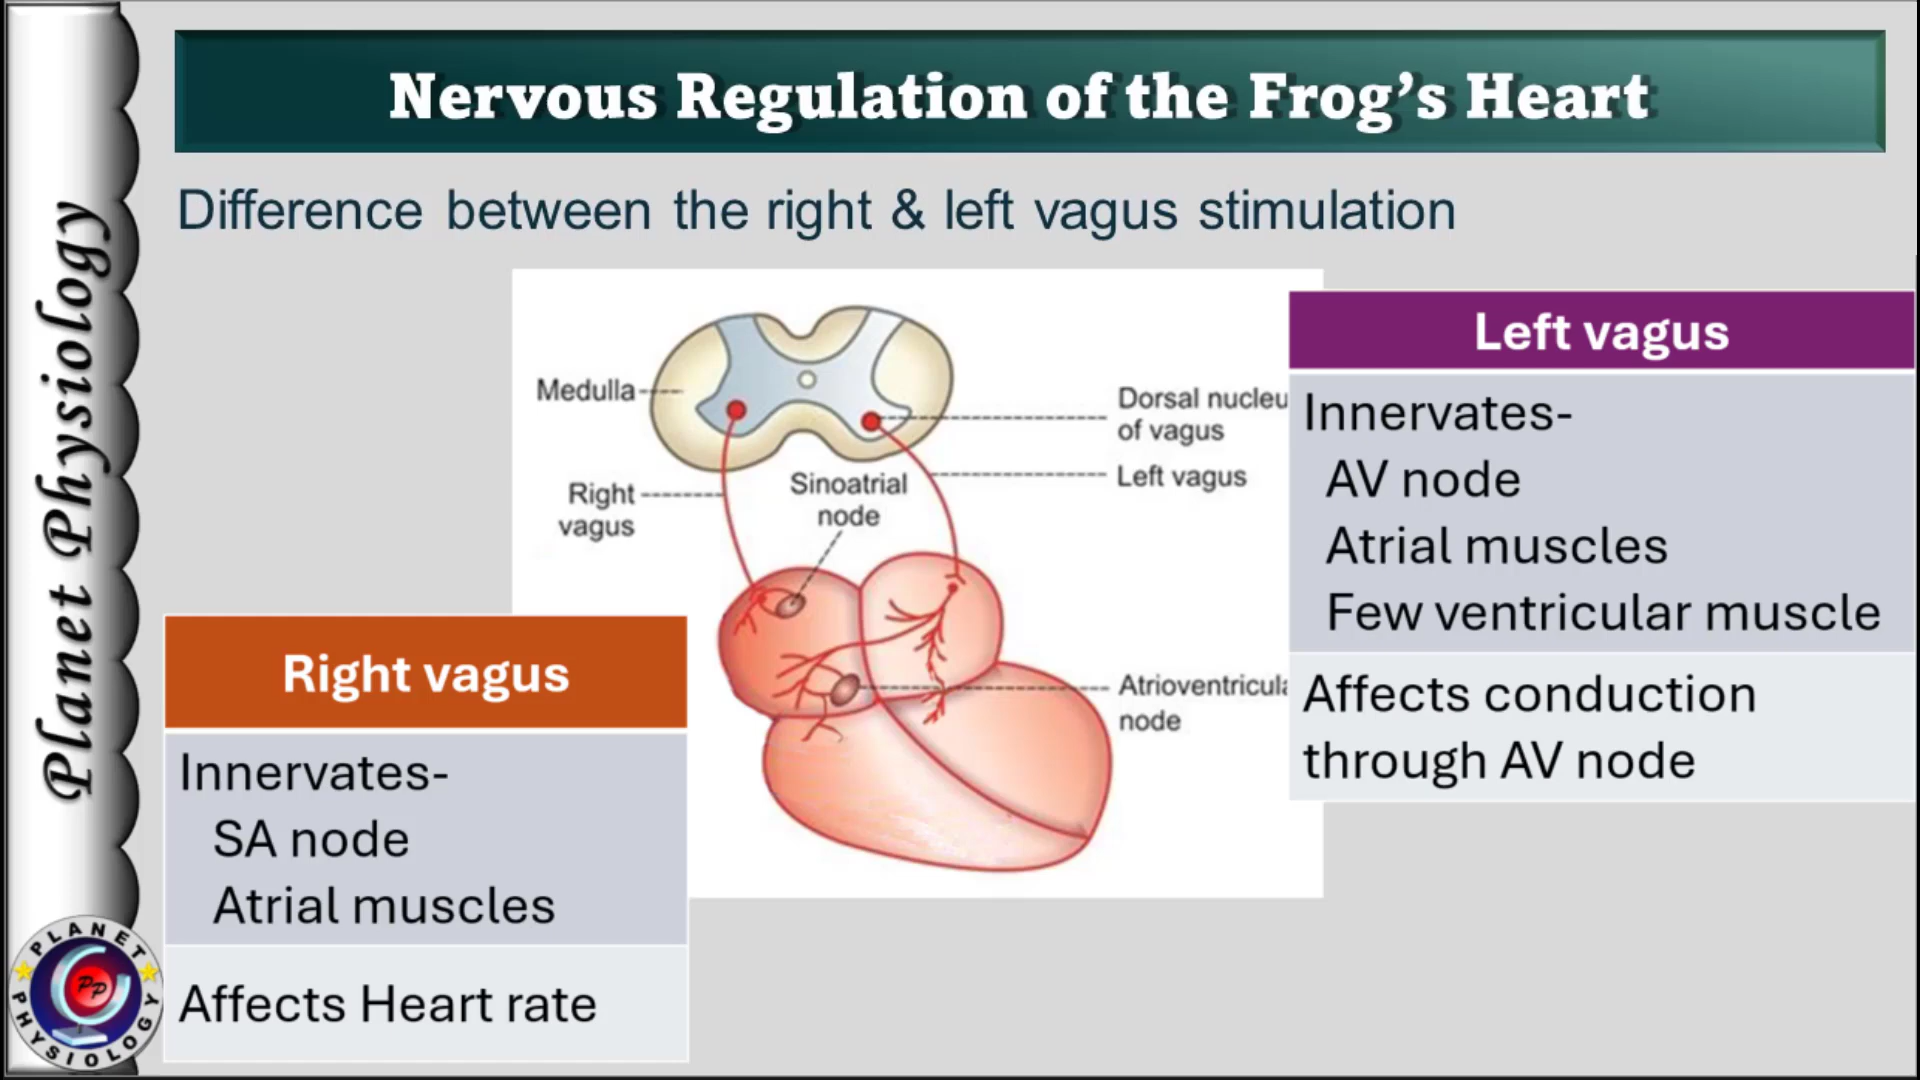 Nervous Regulation of the Frog's Heart
Difference between the right & left vagus stimulation
Planet Physiology
Medulla
Right
vagus
Sinoatrial
node
Dorsal nucleu
of vagus
Left vagus
Atrioventricula
node
Left vagus
Innervates-
AV node
Atrial muscles
Few ventricular muscle
Affects conduction
through AV node
Right vagus
Innervates-
SA node
Atrial muscles
Affects Heart rate
PLANET
PP
PHYSIOLOGY